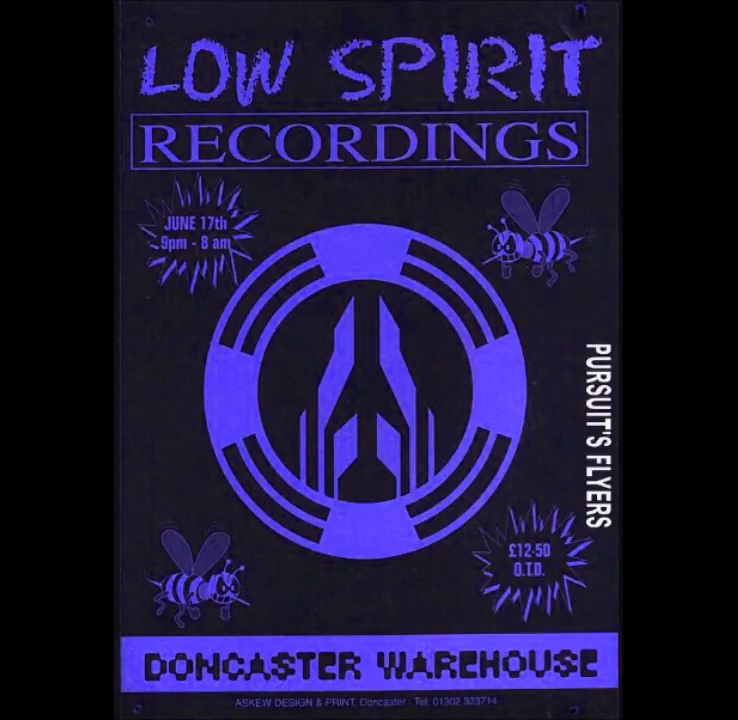 LOW SPIRIT
RECORDINGS
JUNE 17th
9pm - 8 am
PURSUIT'S FLYERS
£12-50
O.T.D.
DONCASTER WAREHOUSE
ASKEW DESIGN & PRINT, Doncaster - Tel: 01302 323714